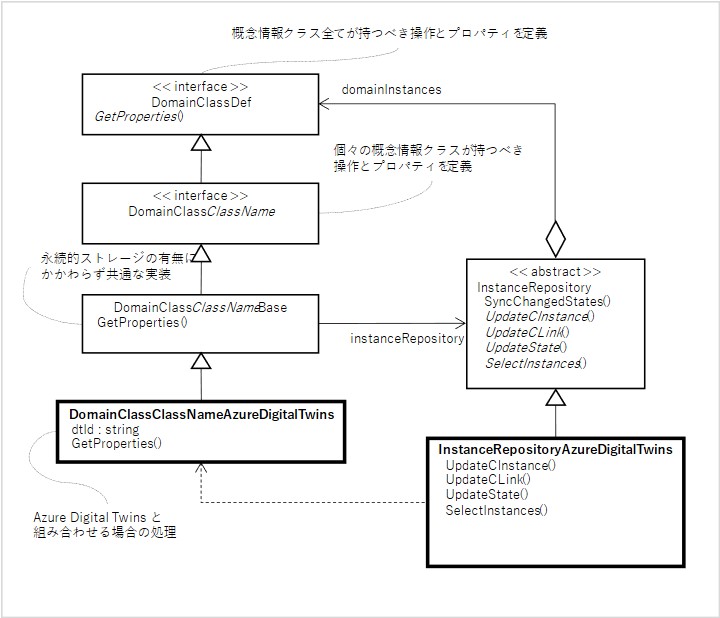 概念情報クラス全てが持つべき操作とプロパティを定義
<< interface >>
DomainClassDef
GetProperties()
domainInstances
個々の概念情報クラスが持つべき
操作とプロパティを定義
<< interface >>
DomainClassClassName
永続的ストレージの有無に
かかわらず共通な実装
DomainClassClassNameBase
GetProperties()
instanceRepository
<< abstract >>
InstanceRepository
SyncChangedStates()
UpdateCInstance()
UpdateCLink()
UpdateState()
SelectInstances()
DomainClassClassNameAzureDigitalTwins
dtId : string
GetProperties()
InstanceRepositoryAzureDigitalTwins
UpdateCInstance()
UpdateCLink()
UpdateState()
SelectInstances()
Azure Digital Twins と
組み合わせる場合の処理